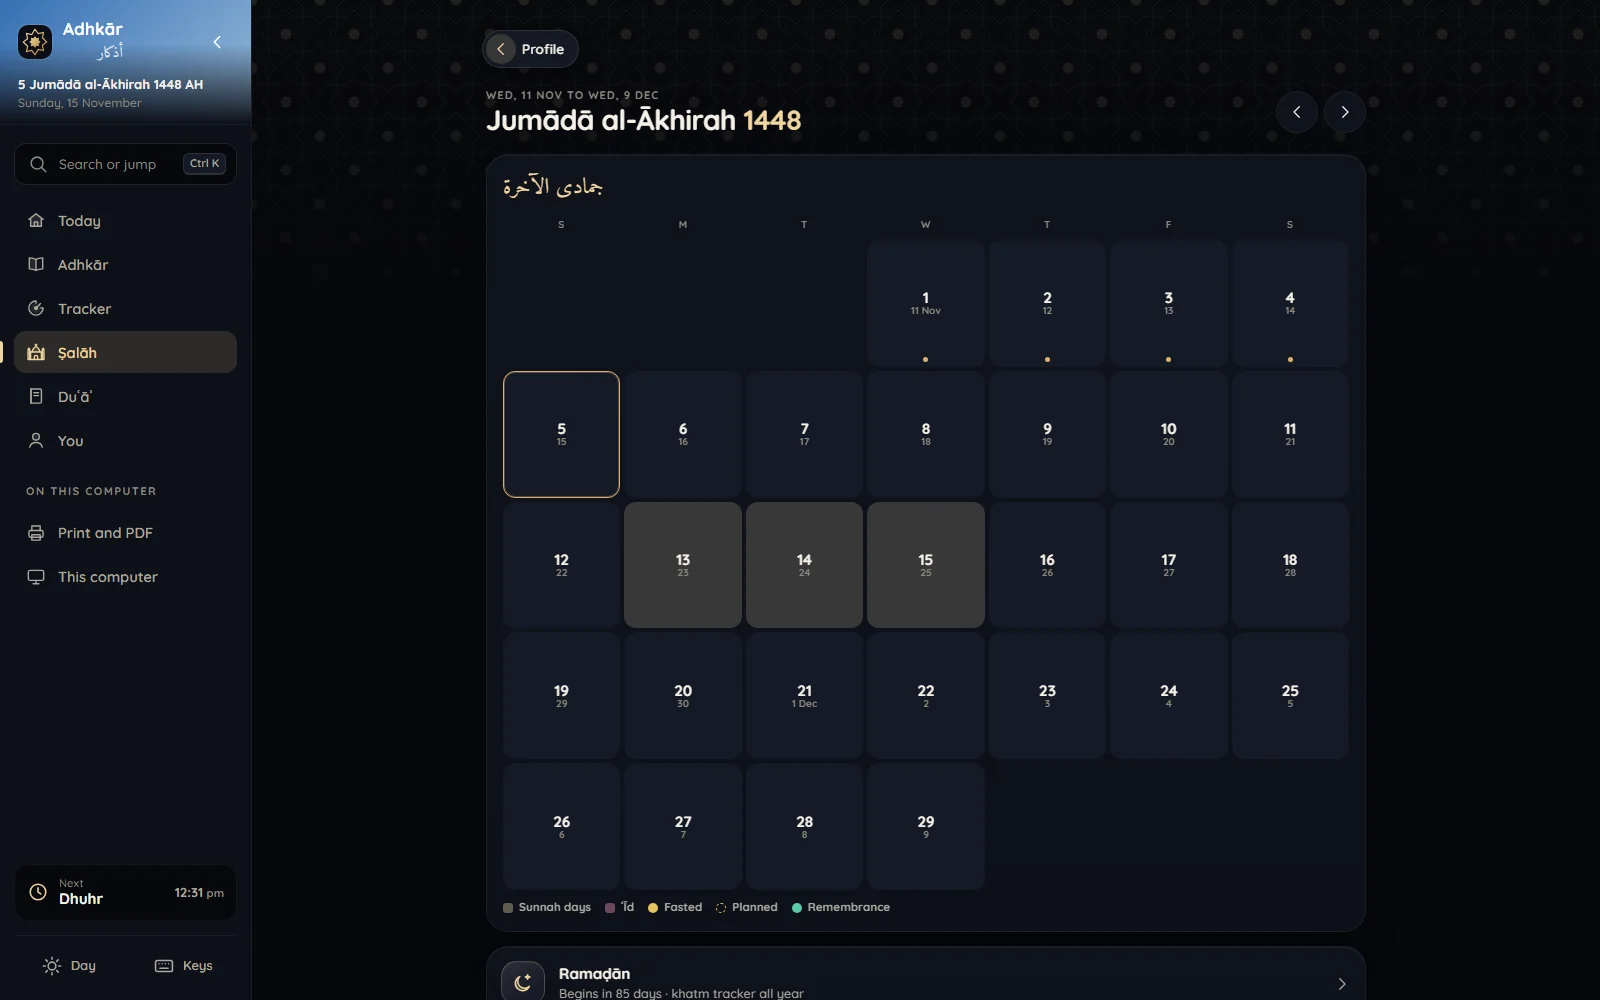 Adhkār
أذكار
5 Jumādā al-Ākhirah 1448 AH
Sunday, 15 November
Search or jump
Ctrl K
Today
Adhkār
Tracker
Ṣalāh
Duʿāʾ
You
ON THIS COMPUTER
Print and PDF
This computer
Next
Dhuhr
12:31 pm
Day
Keys
Profile
WED, 11 NOV TO WED, 9 DEC
Jumādā al-Ākhirah 1448
جمادى الآخرة
S M T W T F S
1 2 3 4
11 Nov 12 13 14
5 6 7 8 9 10 11
15 16 17 18 19 20 21
12 13 14 15 16 17 18
22 23 24 25 26 27 28
19 20 21 22 23 24 25
29 30 1 Dec 2 3 4 5
26 27 28 29
6 7 8 9
Sunnah days ʿĪd Fasted Planned Remembrance
Ramaḍān
Begins in 85 days · khatm tracker all year